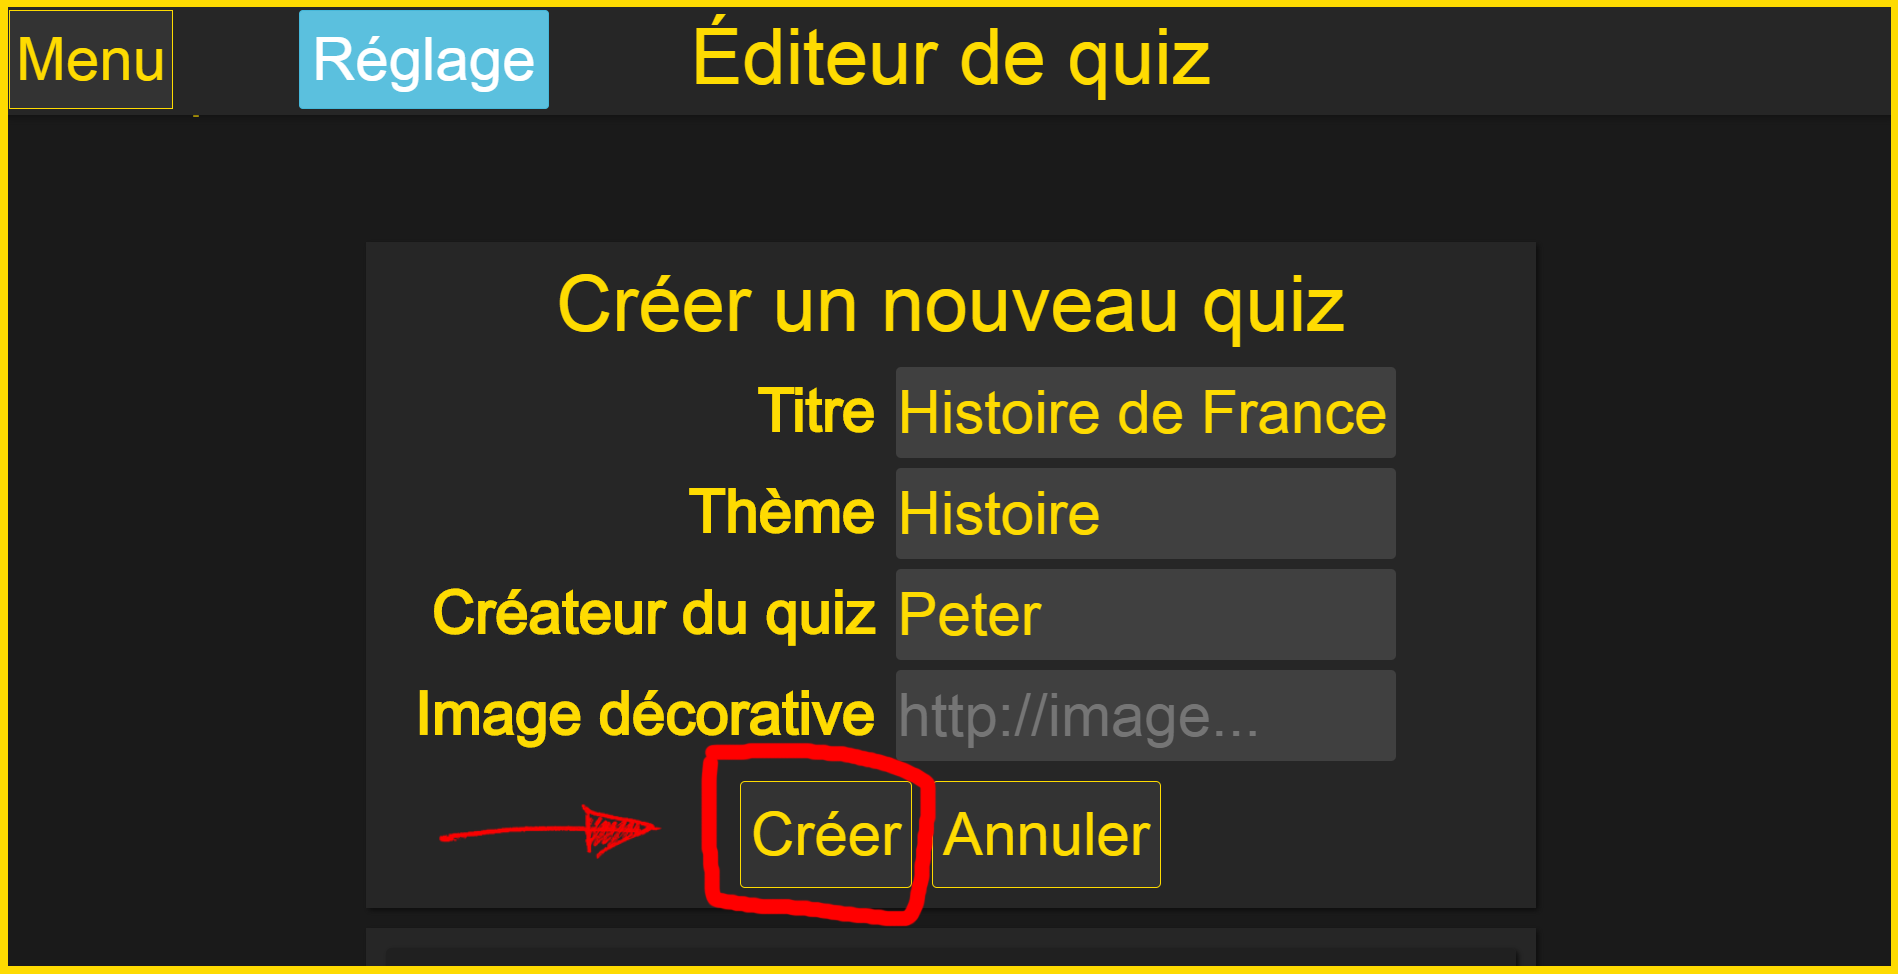 Menu Réglage Éditeur de quiz
Créer un nouveau quiz
Titre Histoire de France
Thème Histoire
Créateur du quiz Peter
Image décorative http://image...
Créer Annuler